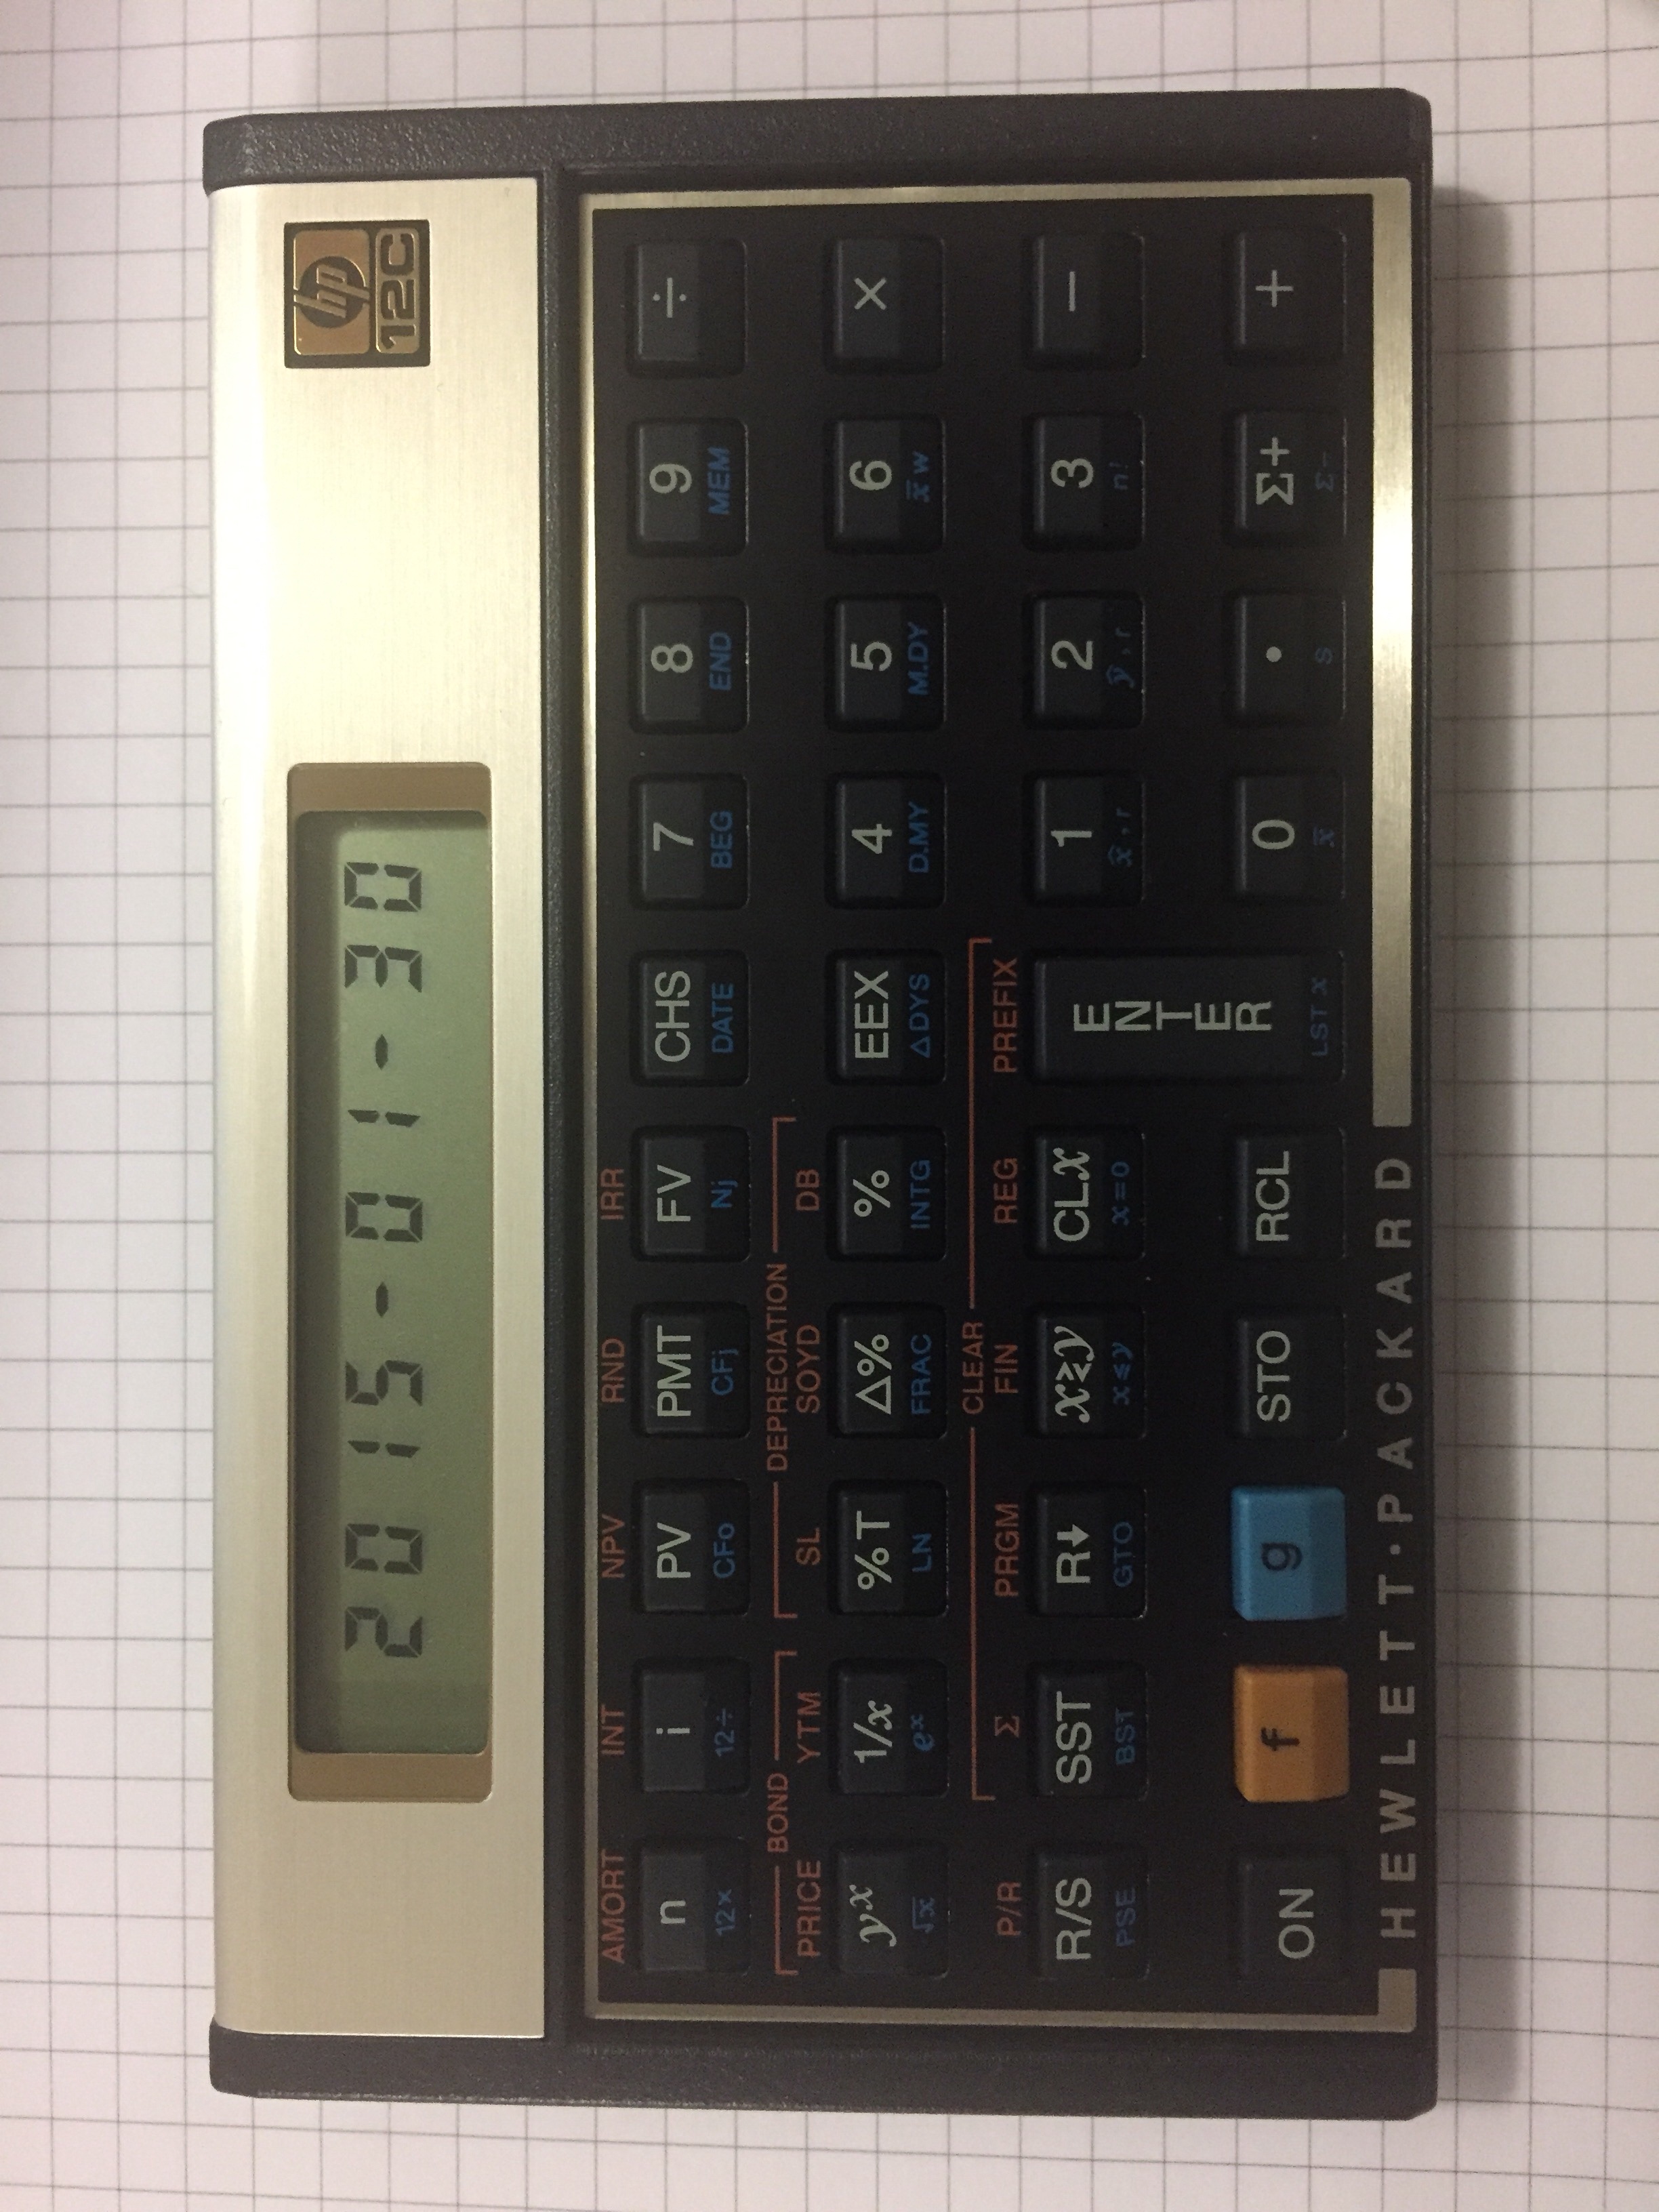 hp
12C
2015-01-30
AMORT INT NPV RND IRR
n i PV PMT FV CHS 7 8 9 ÷
12× 12÷ CFo CFj Nj DATE BEG END MEM
BOND DEPRECIATION
PRICE YTM SL SOYD DB
yˣ 1/x %T Δ% % EEX 4 5 6 ×
√x eˣ LN FRAC INTG ΔDYS D.MY M.DY x̄w
CLEAR
P/R Σ PRGM FIN REG PREFIX
R/S SST R↓ x≷y CLx ENTER 1 2 3 −
PSE BST GTO x≤y x=0 x̂,r ŷ,r n!
ON f g STO RCL 0 • Σ+ +
LST x x̄ s Σ−
HEWLETT·PACKARD